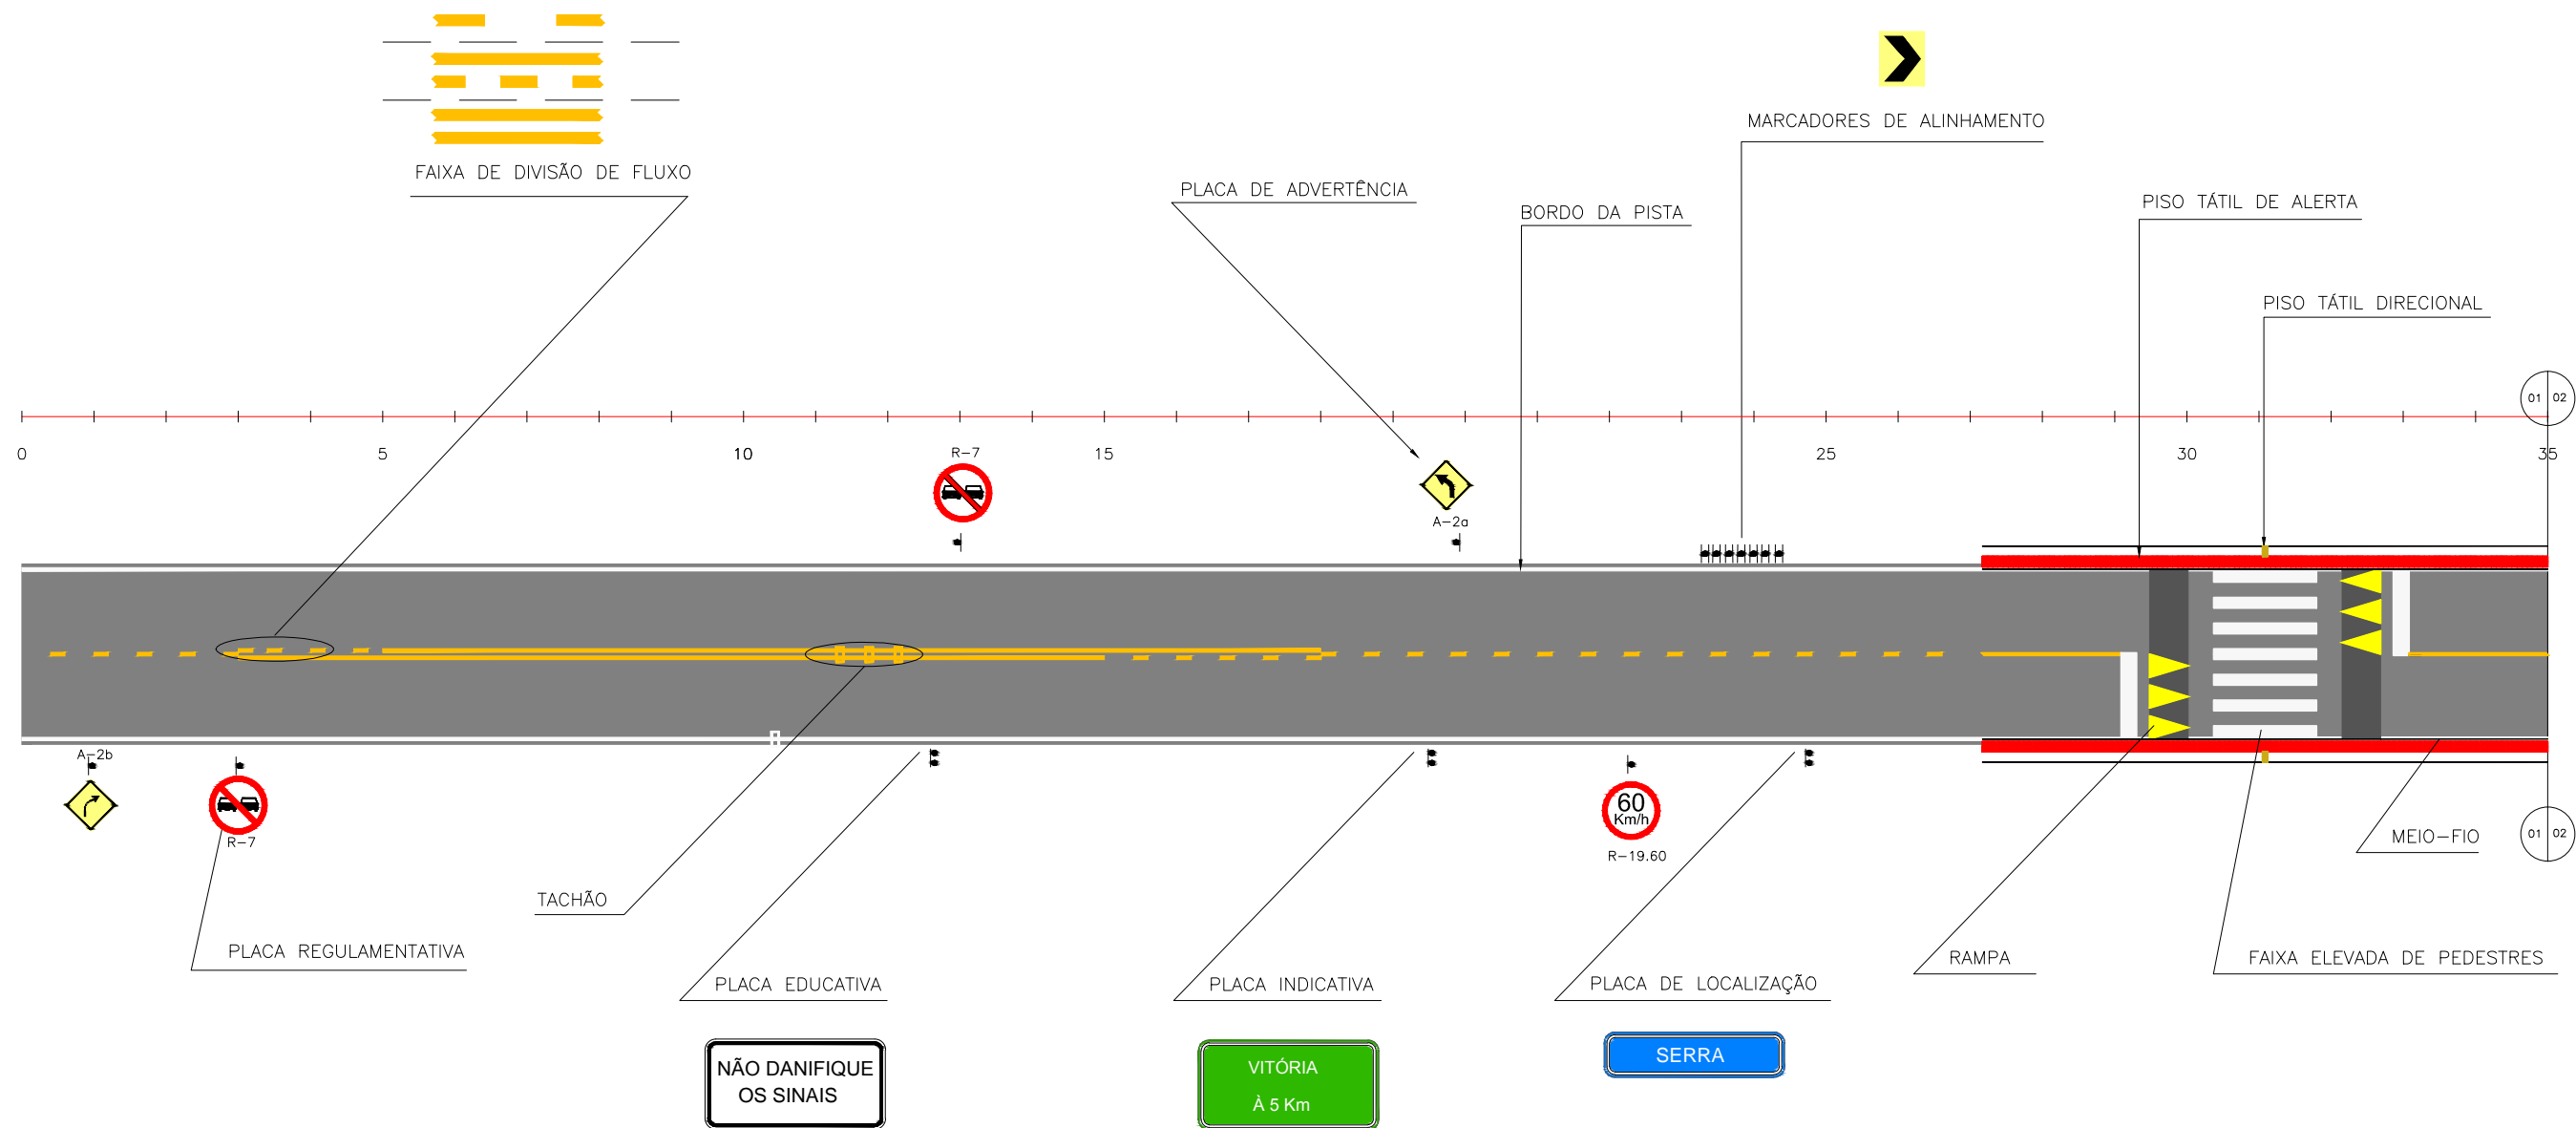 FAIXA DE DIVISÃO DE FLUXO
MARCADORES DE ALINHAMENTO
PLACA DE ADVERTÊNCIA
BORDO DA PISTA
PISO TÁTIL DE ALERTA
PISO TÁTIL DIRECIONAL
01 02
0 5 10 15 25 30 35
R-7
A-2a
A-2b
R-7
60
Km/h
R-19.60
MEIO-FIO
01 02
TACHÃO
PLACA REGULAMENTATIVA
PLACA EDUCATIVA
PLACA INDICATIVA
PLACA DE LOCALIZAÇÃO
RAMPA
FAIXA ELEVADA DE PEDESTRES
NÃO DANIFIQUE
OS SINAIS
VITÓRIA
À 5 Km
SERRA